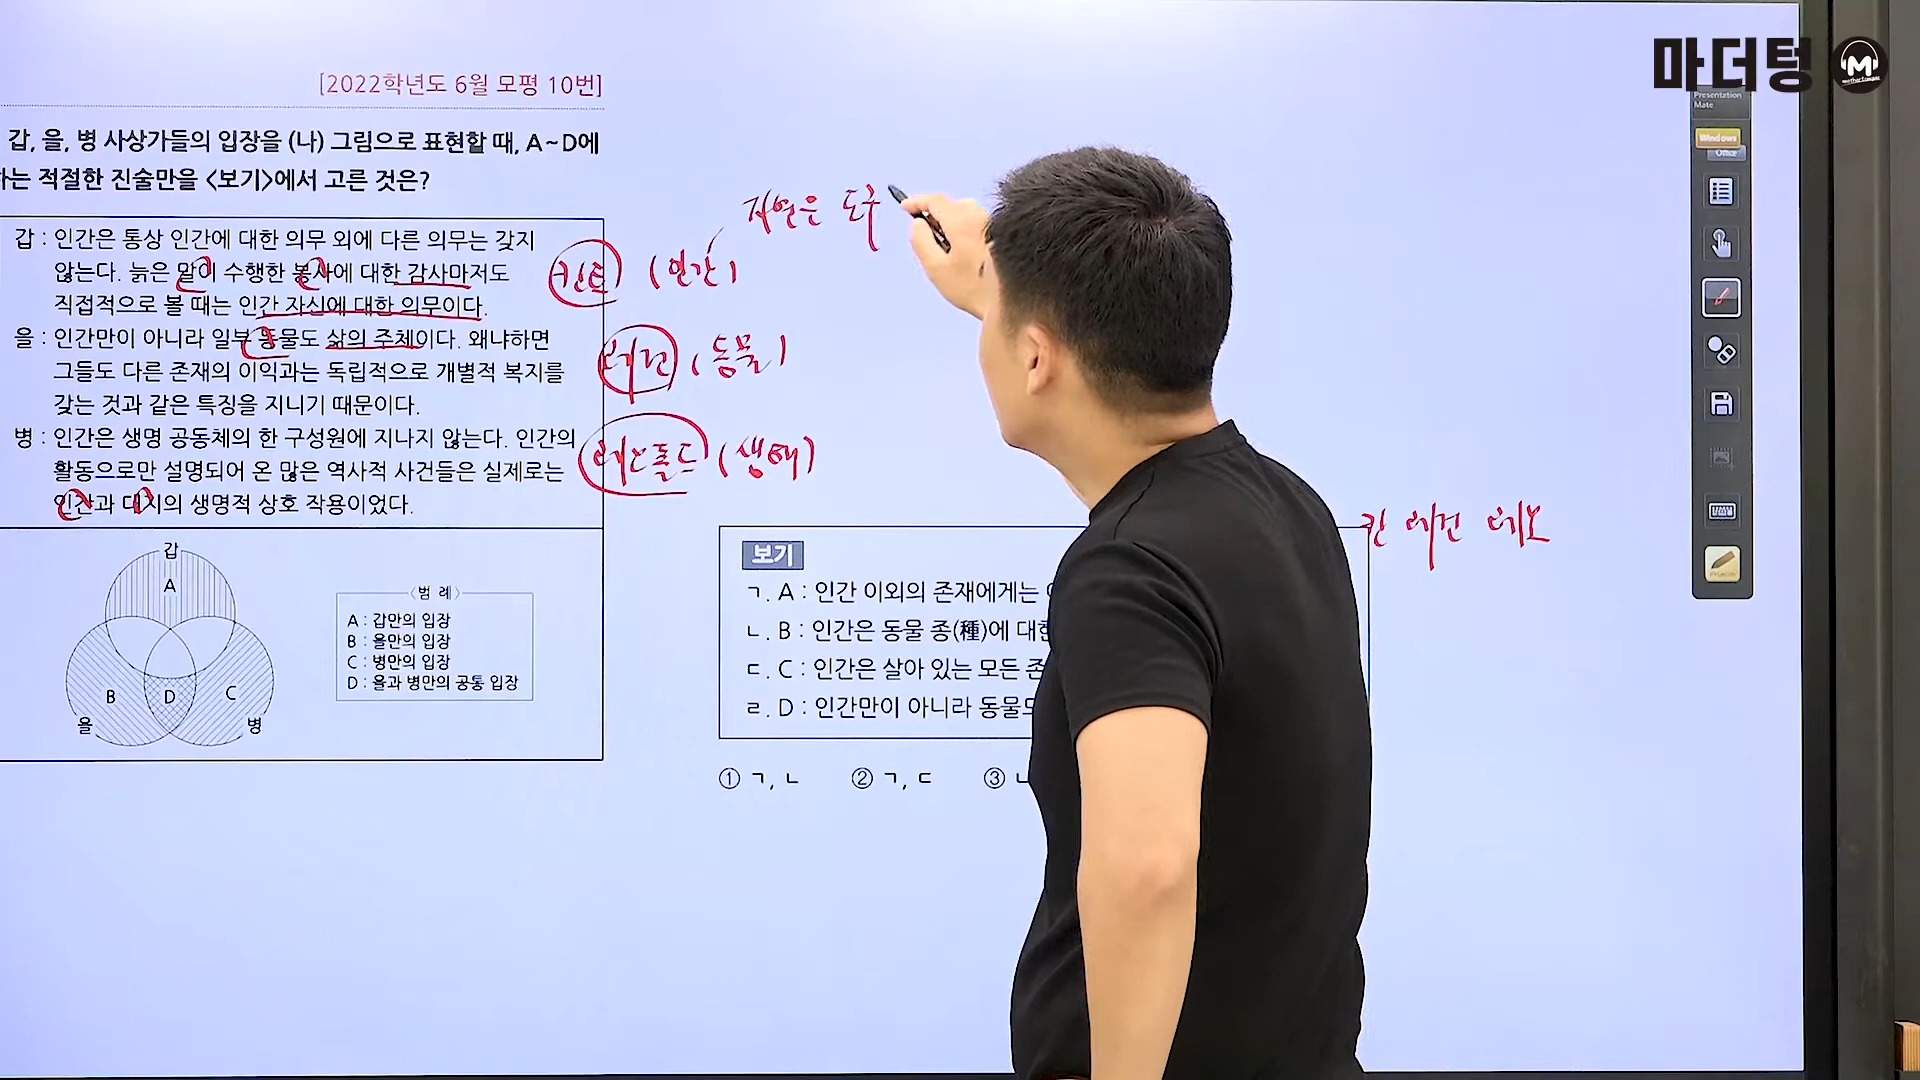 마더텅
Presentation
Mate
Windows
Office
[2022학년도 6월 모평 10번]
갑, 을, 병 사상가들의 입장을 (나) 그림으로 표현할 때, A~D에
하는 적절한 진술만을 <보기>에서 고른 것은?
갑 : 인간은 통상 인간에 대한 의무 외에 다른 의무는 갖지
않는다. 늙은 말이 수행한 봉사에 대한 감사마저도
직접적으로 볼 때는 인간 자신에 대한 의무이다.
을 : 인간만이 아니라 일부 동물도 삶의 주체이다. 왜냐하면
그들도 다른 존재의 이익과는 독립적으로 개별적 복지를
갖는 것과 같은 특징을 지니기 때문이다.
병 : 인간은 생명 공동체의 한 구성원에 지나지 않는다. 인간의
활동으로만 설명되어 온 많은 역사적 사건들은 실제로는
인간과 대지의 생명적 상호 작용이었다.
자연은 도구
칸트 (인간)
레건 (동물)
레오폴드 (생태)
칸 레건 레오
갑
A
B
D
C
을
병
<범 례>
A : 갑만의 입장
B : 을만의 입장
C : 병만의 입장
D : 을과 병만의 공통 입장
보기
ㄱ. A : 인간 이외의 존재에게는
ㄴ. B : 인간은 동물 종(種)에 대한
ㄷ. C : 인간은 살아 있는 모든 존
ㄹ. D : 인간만이 아니라 동물도
① ㄱ, ㄴ ② ㄱ, ㄷ ③ ㄴ